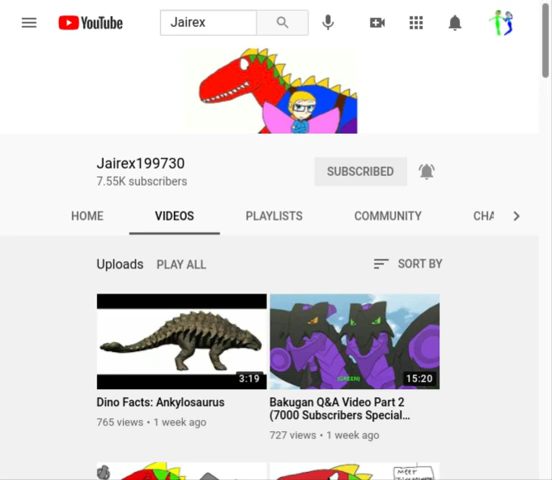 YouTube
Jairex
Jairex199730
7.55K subscribers
SUBSCRIBED
HOME
VIDEOS
PLAYLISTS
COMMUNITY
CHA
Uploads
PLAY ALL
SORT BY
3:19
(GREEN)
15:20
Dino Facts: Ankylosaurus
765 views • 1 week ago
Bakugan Q&A Video Part 2
(7000 Subscribers Special...
727 views • 1 week ago
MEET